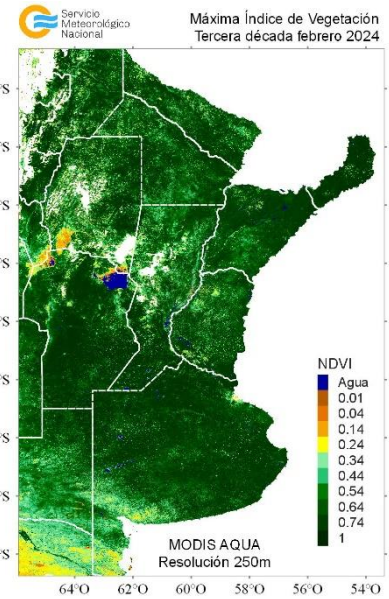 Servicio
Meteorológico
Nacional
Máxima Índice de Vegetación
Tercera década febrero 2024
°S
°S
°S
°S
°S
°S
°S
°S
°S
NDVI
Agua
0.01
0.04
0.14
0.24
0.34
0.44
0.54
0.64
0.74
1
MODIS AQUA
Resolución 250m
64°O
62°O
60°O
58°O
56°O
54°O